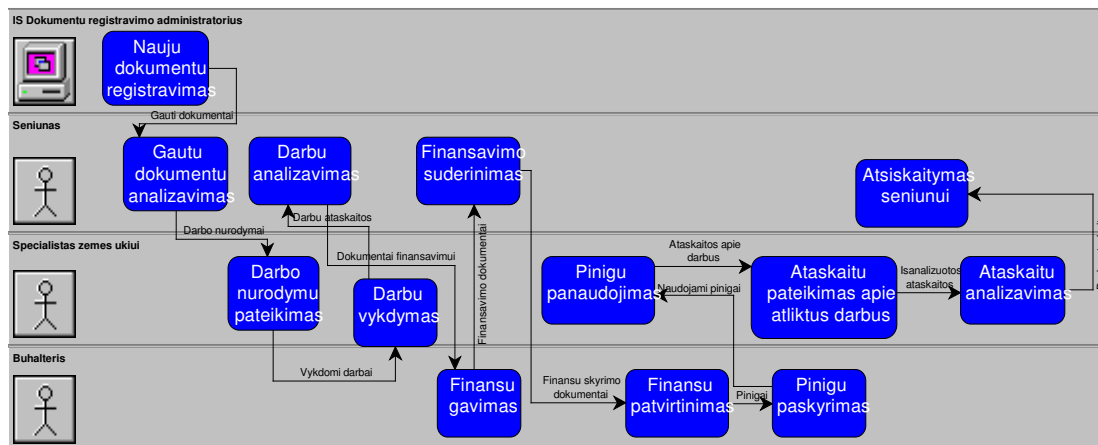 IS Dokumentu registravimo administratorius
Nauju
dokumentu
registravimas
Gauti dokumentai
Seniunas
Gautu
dokumentu
analizavimas
Darbu
analizavimas
Finansavimo
suderinimas
Atsiskaitymas
seniunui
Darbo nurodymai
Darbu ataskaitos
Specialistas zemes ukiui
Darbo
nurodymu
pateikimas
Dokumentai finansavimui
Darbu
vykdymas
Finansavimo dokumentai
Pinigu
panaudojimas
Ataskaitos apie
darbus
Naudojami pinigai
Ataskaitu
pateikimas apie
atliktus darbus
Isanalizuotos
ataskaitos
Ataskaitu
analizavimas
Buhalteris
Vykdomi darbai
Finansu
gavimas
Finansu skyrimo
dokumentai
Finansu
patvirtinimas
Pinigai
Pinigu
paskyrimas